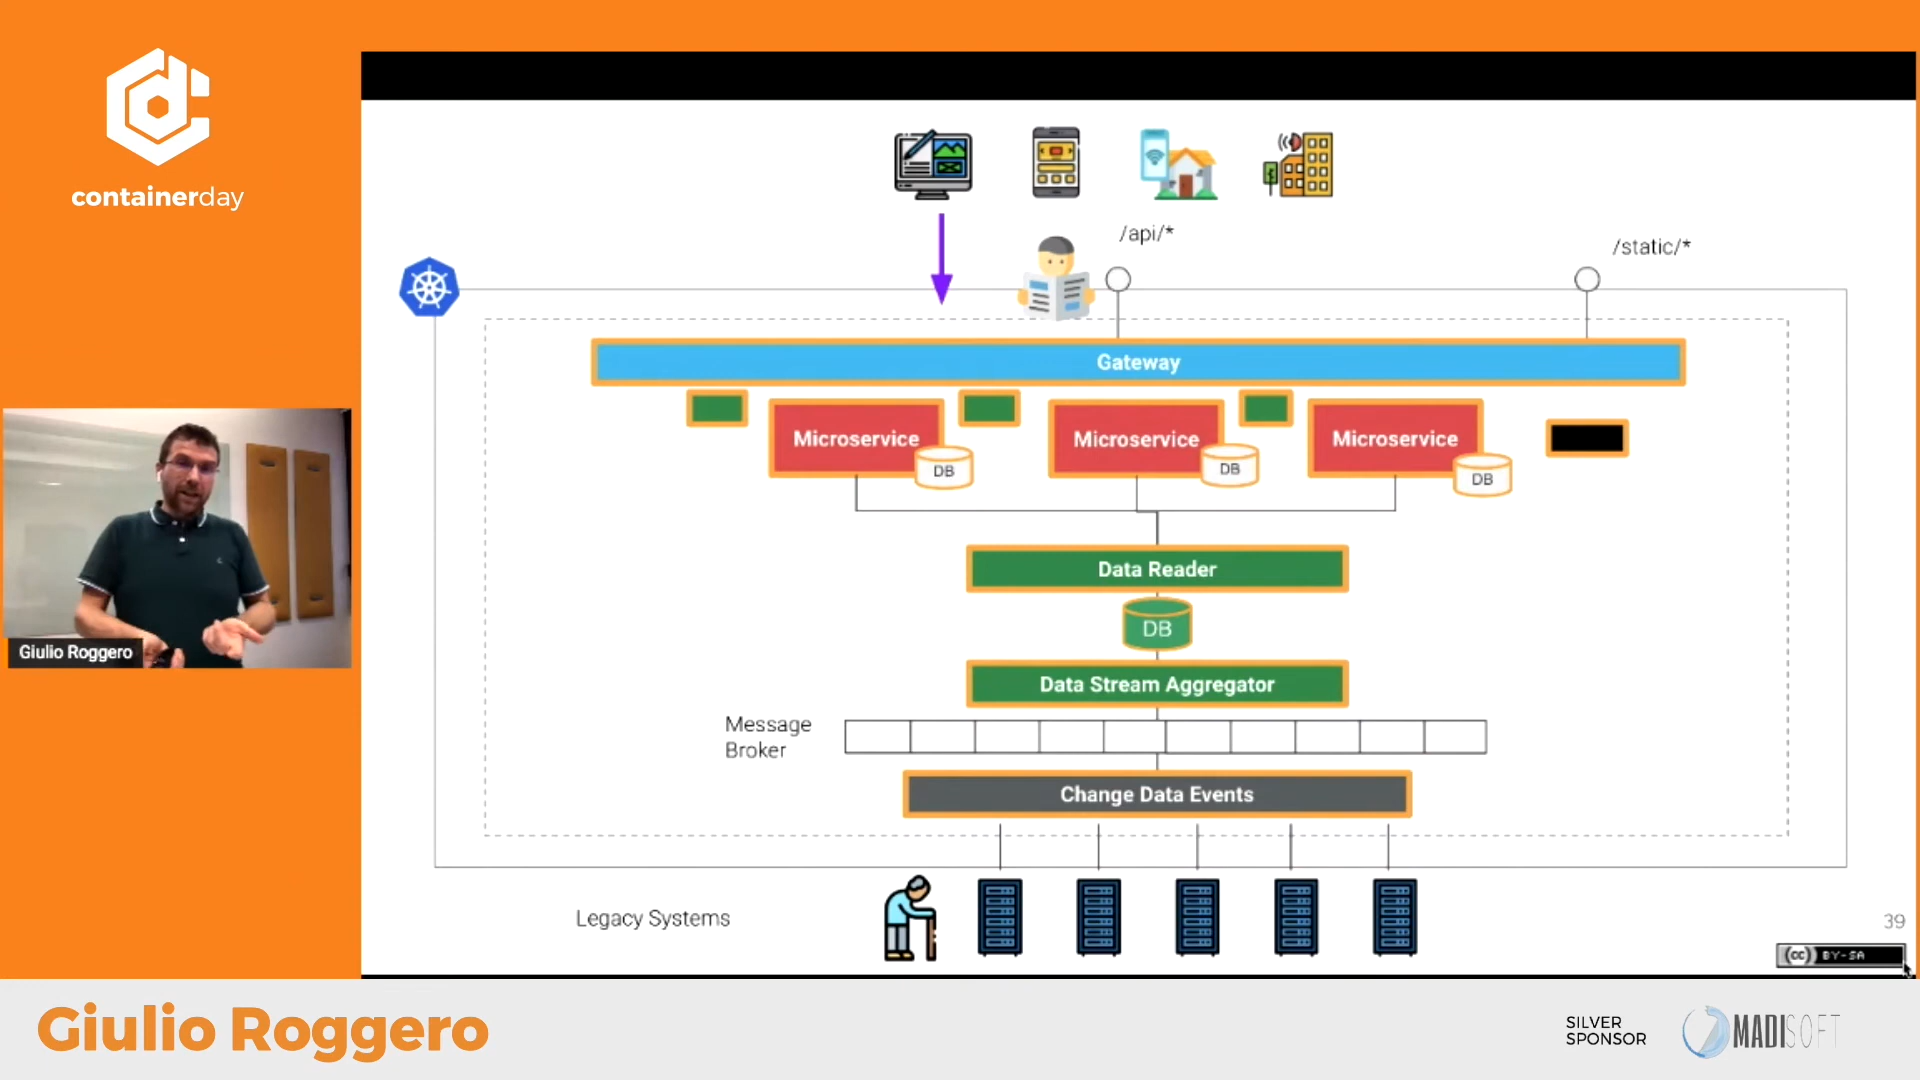 containerday
/api/*
/static/*
Gateway
Microservice
DB
Microservice
DB
Microservice
DB
Data Reader
DB
Data Stream Aggregator
Message
Broker
Change Data Events
Legacy Systems
39
cc BY-SA
Giulio Roggero
Giulio Roggero
SILVER
SPONSOR
MADISOFT